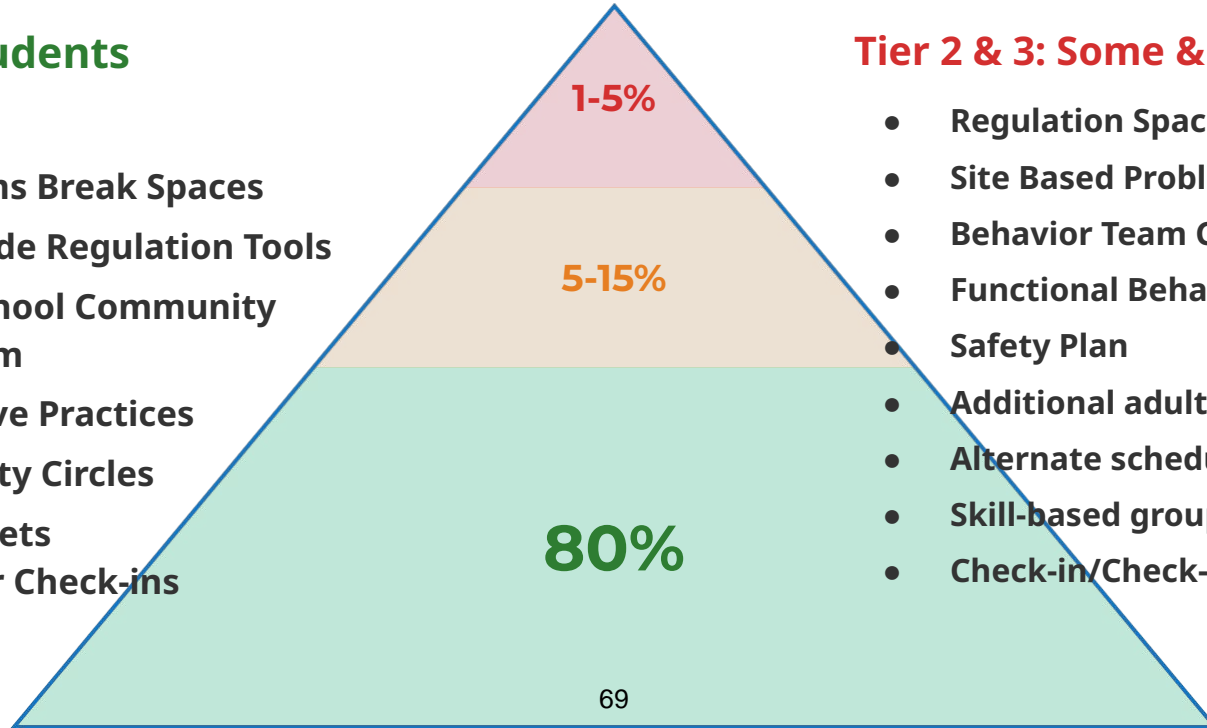 udents
ns Break Spaces
de Regulation Tools
hool Community
m
ve Practices
ty Circles
ets
r Check-ins
1-5%
5-15%
80%
Tier 2 & 3: Some &
● Regulation Spac
● Site Based Probl
● Behavior Team C
● Functional Beha
● Safety Plan
● Additional adult
● Alternate schedu
● Skill-based grou
● Check-in/Check-
69